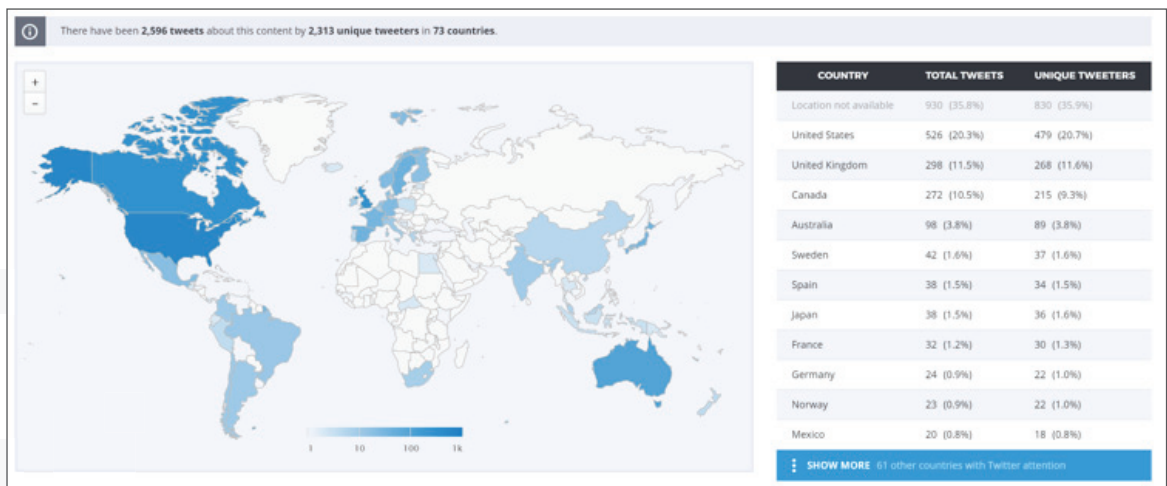 There have been 2,596 tweets about this content by 2,313 unique tweeters in 73 countries.
+
−
1 10 100 1k
COUNTRY TOTAL TWEETS UNIQUE TWEETERS
Location not available 930 (35.8%) 830 (35.9%)
United States 526 (20.3%) 479 (20.7%)
United Kingdom 298 (11.5%) 268 (11.6%)
Canada 272 (10.5%) 215 (9.3%)
Australia 98 (3.8%) 89 (3.8%)
Sweden 42 (1.6%) 37 (1.6%)
Spain 38 (1.5%) 34 (1.5%)
Japan 38 (1.5%) 36 (1.6%)
France 32 (1.2%) 30 (1.3%)
Germany 24 (0.9%) 22 (1.0%)
Norway 23 (0.9%) 22 (1.0%)
Mexico 20 (0.8%) 18 (0.8%)
SHOW MORE 61 other countries with Twitter attention